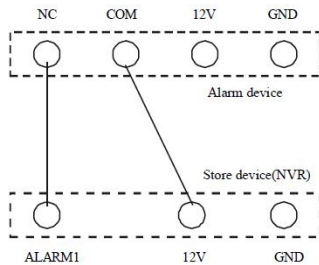 NC COM 12V GND
Alarm device
Store device(NVR)
ALARM1 12V GND